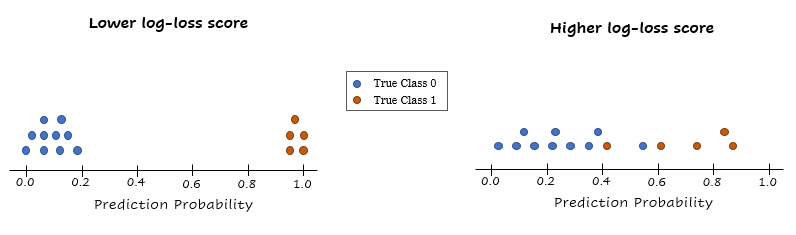 Lower log-loss score
Higher log-loss score
True Class 0
True Class 1
0.0 0.2 0.4 0.6 0.8 1.0
Prediction Probability
0.0 0.2 0.4 0.6 0.8 1.0
Prediction Probability